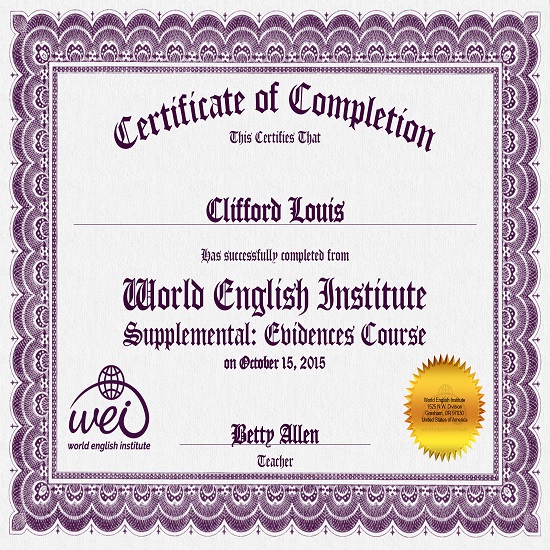 Certificate of Completion
This Certifies That
Clifford Louis
Has successfully completed from
World English Institute
Supplemental: Evidences Course
on October 15, 2015
wei
world english institute
Betty Allen
Teacher
World English Institute
1525 N.W. Division
Gresham, OR 97030
United States of America